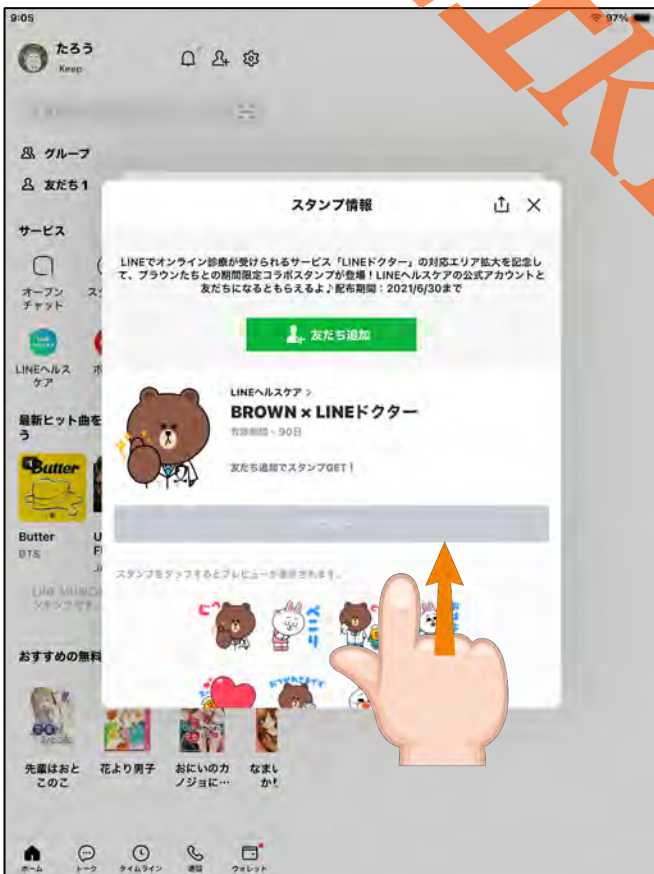 9:05
97%
たろう
Keep
グループ
友だち 1
サービス
オープン
チャット
LINEヘルス
ケア
最新ヒット曲を
う
Butter
Butter
BTS
おすすめの無料
先輩はおと
このこ
花より男子
おにいのカ
ノジョに…
なまい
スタンプ情報
LINEでオンライン診療が受けられるサービス「LINEドクター」の対応エリア拡大を記念し
て、ブラウンたちとの期間限定コラボスタンプが登場！LINEヘルスケアの公式アカウントと
友だちになるともらえるよ♪配布期間：2021/6/30まで
友だち追加
LINEヘルスケア >
BROWN × LINEドクター
有効期間 - 90日
友だち追加でスタンプGET！
スタンプをタップするとプレビューが表示されます。
ペコリ
おつかれさまです
ホーム
トーク
タイムライン
通話
ウォレット